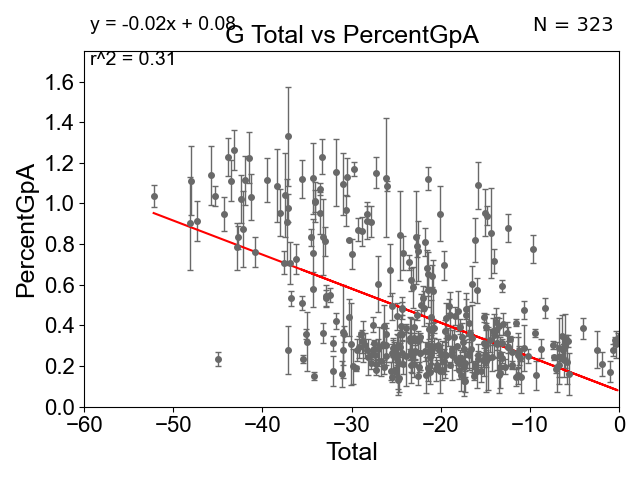 y = -0.02x + 0.08
G Total vs PercentGpA
N = 323
r^2 = 0.31
PercentGpA
1.6
1.4
1.2
1.0
0.8
0.6
0.4
0.2
0.0
−60 −50 −40 −30 −20 −10 0
Total